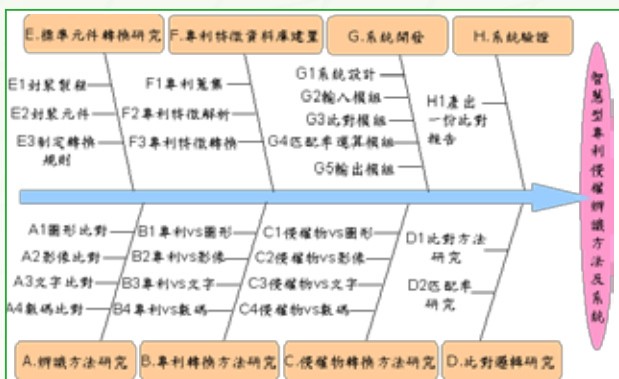 E.標準元件轉換研究
F.專利特徵資料庫建置
G.系統開發
H.系統驗證
E1封裝製程
E2封裝元件
E3制定轉換
規則
F1專利蒐集
F2專利特徵解析
F3專利特徵轉換
G1系統設計
G2輸入模組
G3比對模組
G4匹配率運算模組
G5輸出模組
H1產出
一份比對
報告
智慧型專利侵權辨識方法及系統
A1圖形比對
A2影像比對
A3文字比對
A4數碼比對
B1專利vs圖形
B2專利vs影像
B3專利vs文字
B4專利vs數碼
C1侵權物vs圖形
C2侵權物vs影像
C3侵權物vs文字
C4侵權物vs數碼
D1比對方法
研究
D2匹配率
研究
A.辨識方法研究
B.專利轉換方法研究
C.侵權物轉換方法研究
D.比對邏輯研究